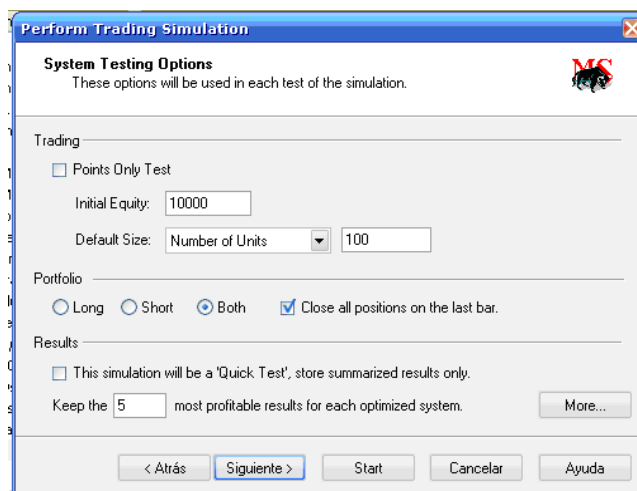 Perform Trading Simulation
System Testing Options
These options will be used in each test of the simulation.
MS
Trading
Points Only Test
Initial Equity: 10000
Default Size: Number of Units 100
Portfolio
Long Short Both Close all positions on the last bar.
Results
This simulation will be a 'Quick Test', store summarized results only.
Keep the 5 most profitable results for each optimized system. More...
< Atrás Siguiente > Start Cancelar Ayuda